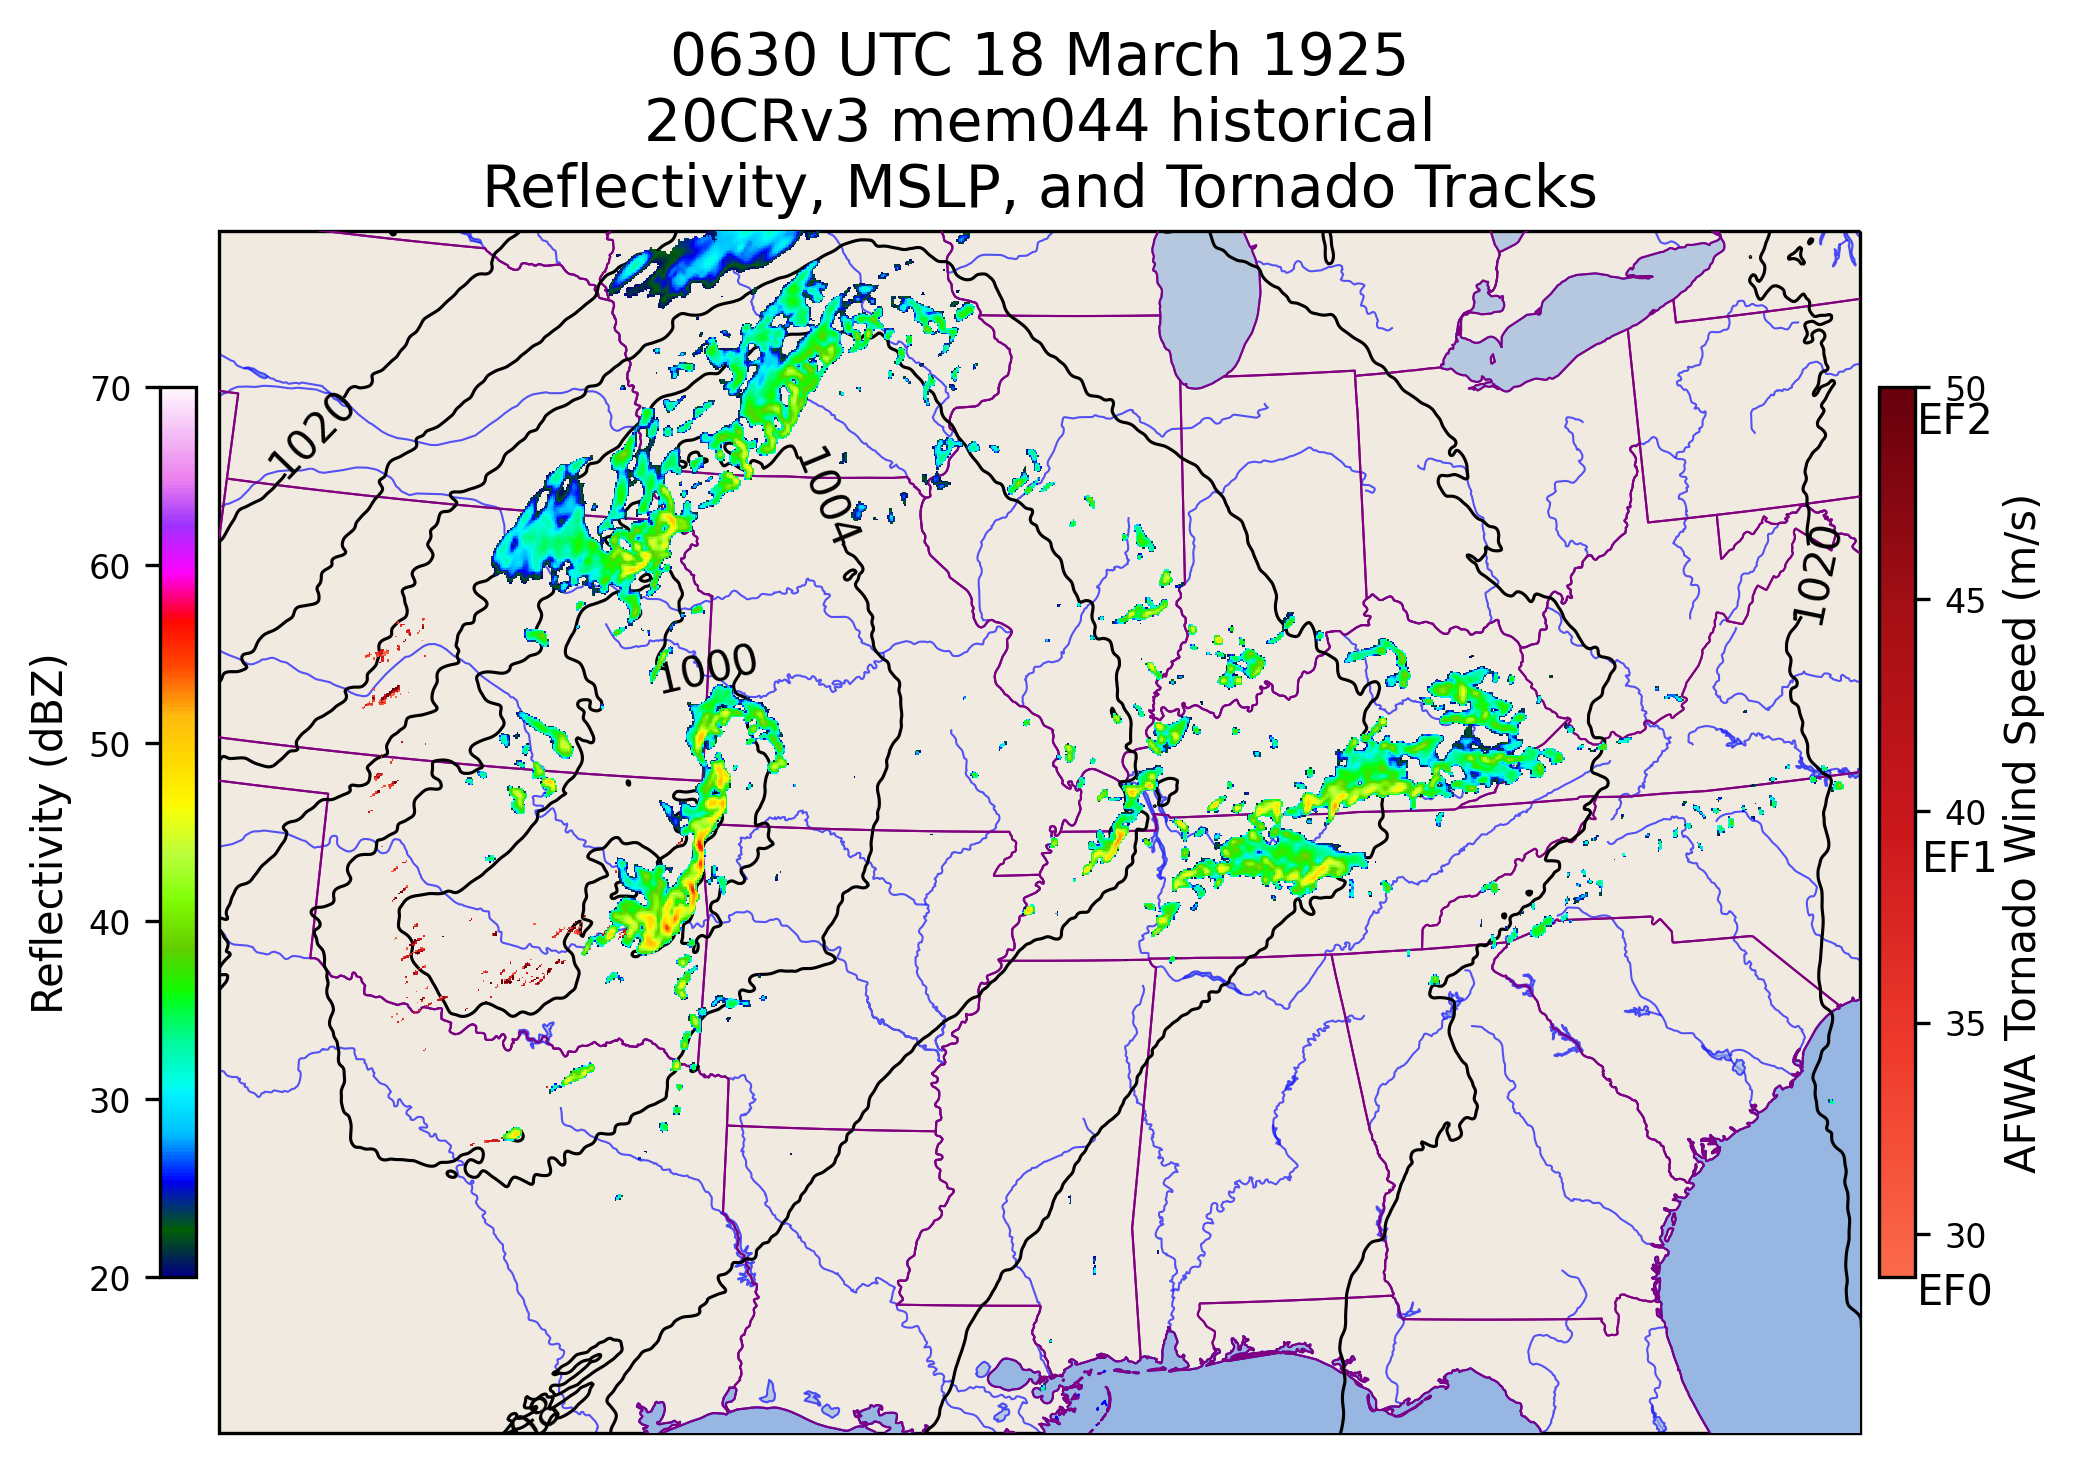 0630 UTC 18 March 1925
20CRv3 mem044 historical
Reflectivity, MSLP, and Tornado Tracks
70
60
50
40
30
20
Reflectivity (dBZ)
1020
1004
1000
1020
50
EF2
45
40
EF1
35
30
EF0
AFWA Tornado Wind Speed (m/s)